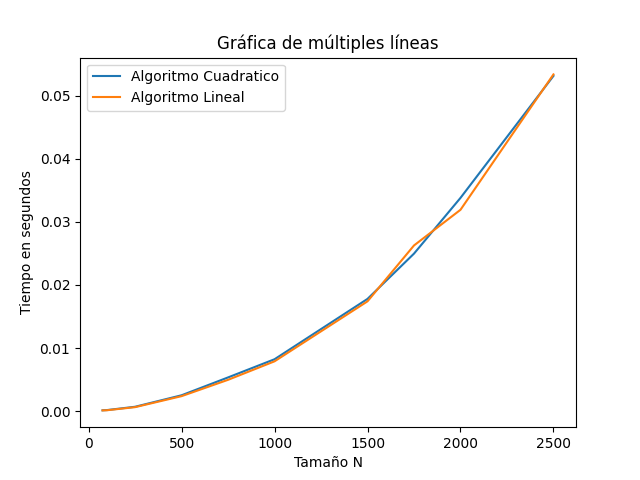 Gráfica de múltiples líneas
Algoritmo Cuadratico
Algoritmo Lineal
0.05
0.04
0.03
0.02
0.01
0.00
Tiempo en segundos
0 500 1000 1500 2000 2500
Tamaño N